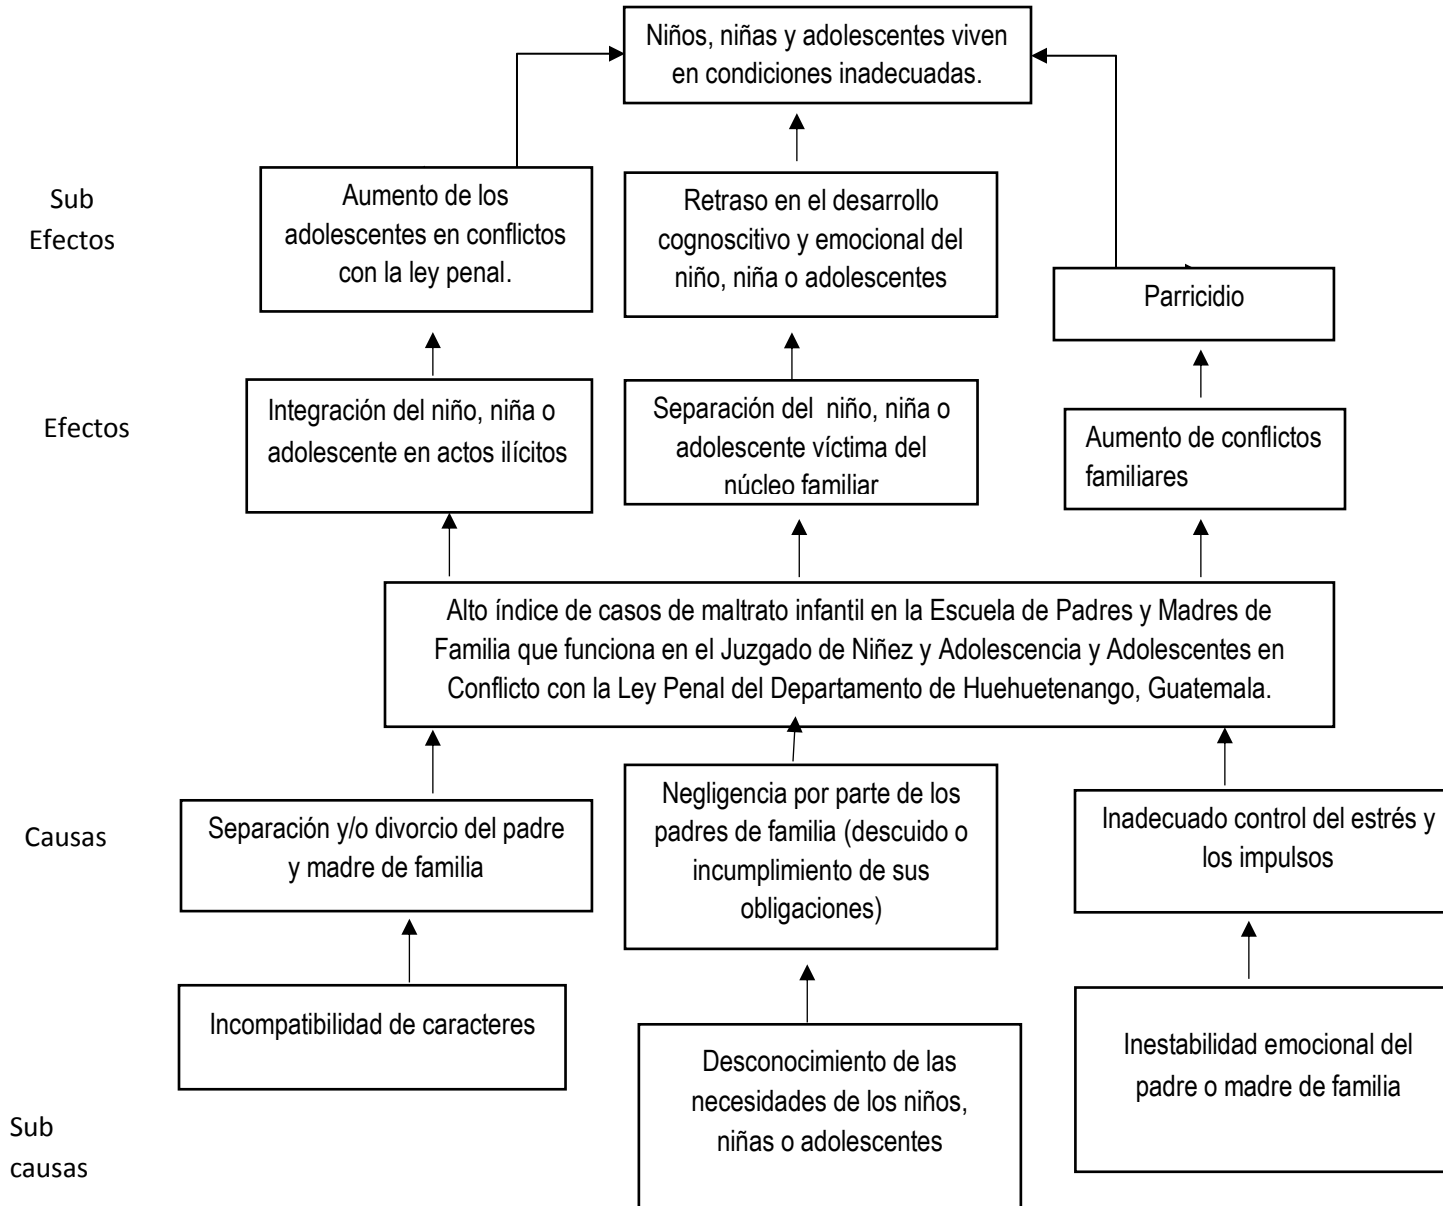 Niños, niñas y adolescentes viven
en condiciones inadecuadas.
Sub
Efectos
Aumento de los
adolescentes en conflictos
con la ley penal.
Retraso en el desarrollo
cognoscitivo y emocional del
niño, niña o adolescentes
Parricidio
Efectos
Integración del niño, niña o
adolescente en actos ilícitos
Separación del niño, niña o
adolescente víctima del
núcleo familiar
Aumento de conflictos
familiares
Alto índice de casos de maltrato infantil en la Escuela de Padres y Madres de
Familia que funciona en el Juzgado de Niñez y Adolescencia y Adolescentes en
Conflicto con la Ley Penal del Departamento de Huehuetenango, Guatemala.
Causas
Separación y/o divorcio del padre
y madre de familia
Negligencia por parte de los
padres de familia (descuido o
incumplimiento de sus
obligaciones)
Inadecuado control del estrés y
los impulsos
Incompatibilidad de caracteres
Desconocimiento de las
necesidades de los niños,
niñas o adolescentes
Inestabilidad emocional del
padre o madre de familia
Sub
causas